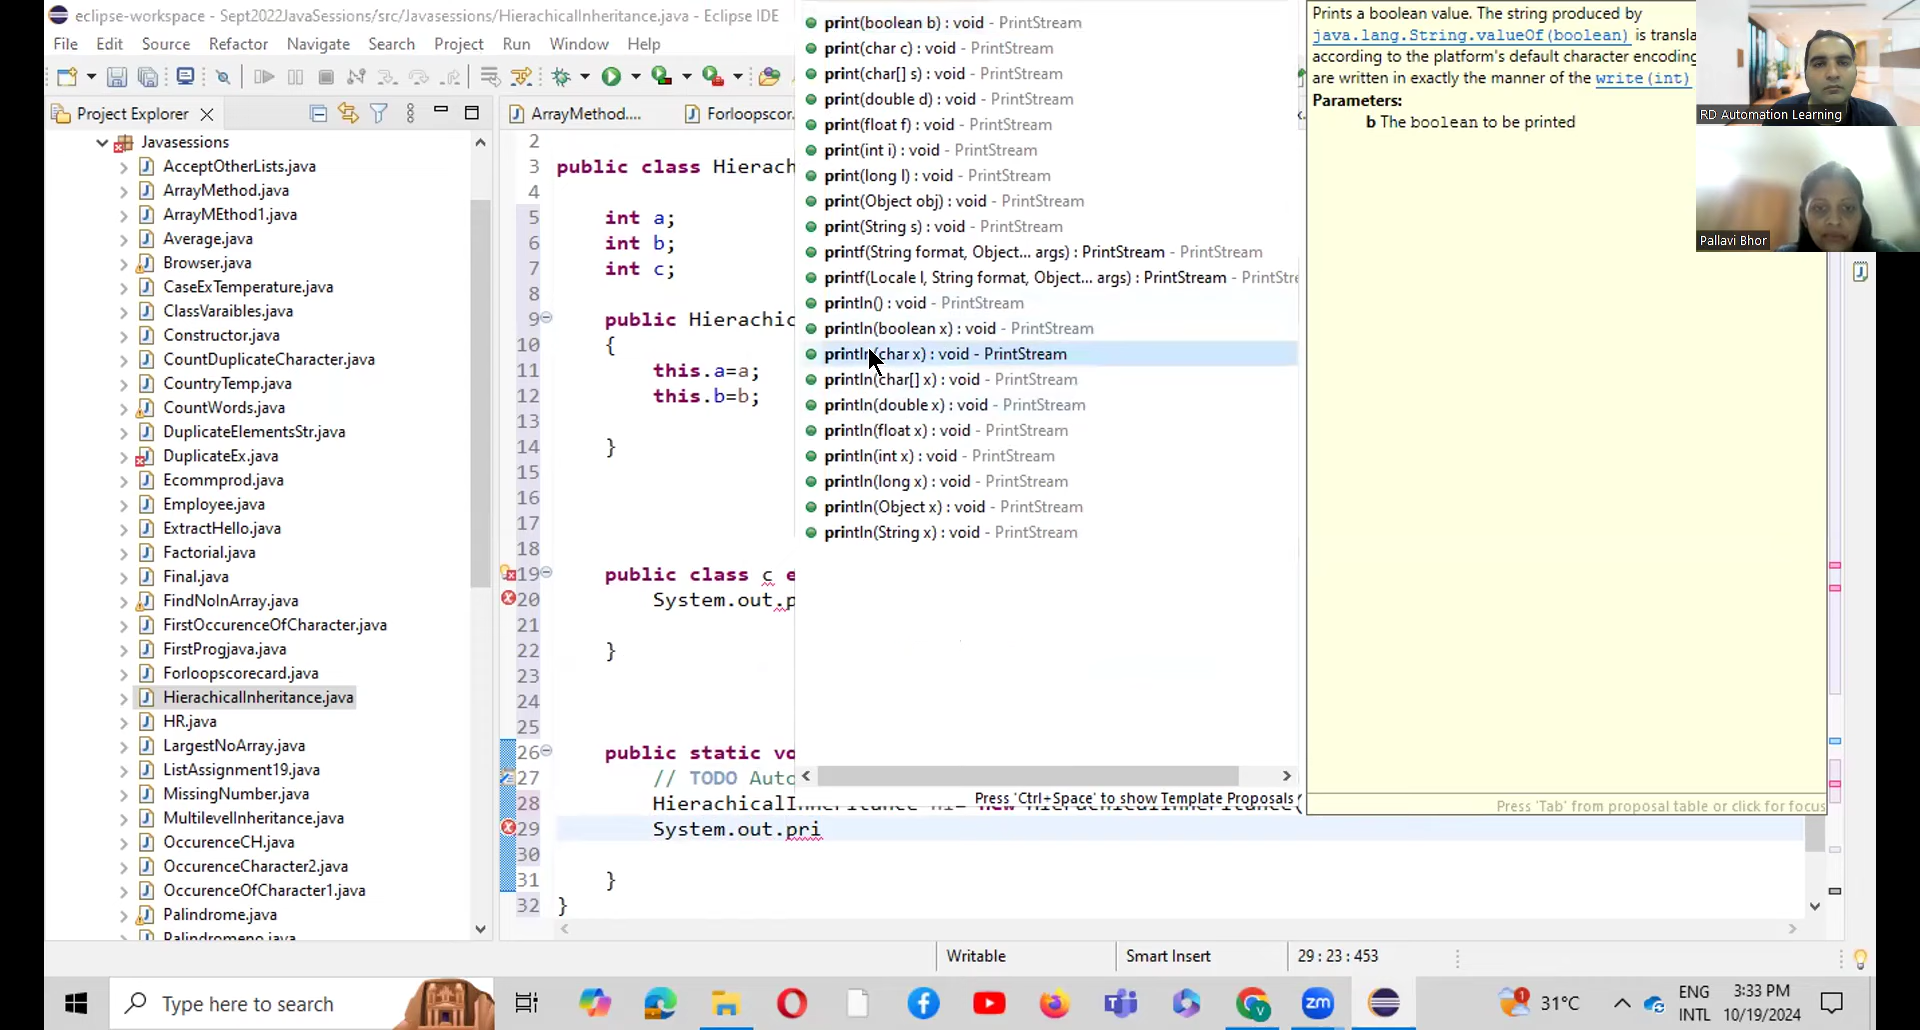 eclipse-workspace - Sept2022JavaSessions/src/Javasessions/HierachicalInheritance.java - Eclipse IDE
File Edit Source Refactor Navigate Search Project Run Window Help
Project Explorer
ArrayMethod....
Forloopscor.
Javasessions
AcceptOtherLists.java
ArrayMethod.java
ArrayMEthod1.java
Average.java
Browser.java
CaseExTemperature.java
ClassVaraibles.java
Constructor.java
CountDuplicateCharacter.java
CountryTemp.java
CountWords.java
DuplicateElementsStr.java
DuplicateEx.java
Ecommprod.java
Employee.java
ExtractHello.java
Factorial.java
Final.java
FindNoInArray.java
FirstOccurenceOfCharacter.java
FirstProgjava.java
Forloopscorecard.java
HierachicalInheritance.java
HR.java
LargestNoArray.java
ListAssignment19.java
MissingNumber.java
MultilevelInheritance.java
OccurenceCH.java
OccurenceCharacter2.java
OccurenceOfCharacter1.java
Palindrome.java
Palindromeno.java
2
3 public class Hierach
4
5 int a;
6 int b;
7 int c;
8
9 public Hierachic
10 {
11 this.a=a;
12 this.b=b;
13
14 }
15
16
17
18
19 public class c e
20 System.out.p
21
22 }
23
24
25
26 public static vo
27 // TODO Auto
28 HierachicalInheritance hi= new HierachicalInheritance(
29 System.out.pri
30
31 }
32 }
print(boolean b) : void - PrintStream
print(char c) : void - PrintStream
print(char[] s) : void - PrintStream
print(double d) : void - PrintStream
print(float f) : void - PrintStream
print(int i) : void - PrintStream
print(long l) : void - PrintStream
print(Object obj) : void - PrintStream
print(String s) : void - PrintStream
printf(String format, Object... args) : PrintStream - PrintStream
printf(Locale l, String format, Object... args) : PrintStream - PrintStre
println() : void - PrintStream
println(boolean x) : void - PrintStream
println(char x) : void - PrintStream
println(char[] x) : void - PrintStream
println(double x) : void - PrintStream
println(float x) : void - PrintStream
println(int x) : void - PrintStream
println(long x) : void - PrintStream
println(Object x) : void - PrintStream
println(String x) : void - PrintStream
Press 'Ctrl+Space' to show Template Proposals
Prints a boolean value. The string produced by
java.lang.String.valueOf(boolean) is transla
according to the platform's default character encoding
are written in exactly the manner of the write(int)
Parameters:
b The boolean to be printed
Press 'Tab' from proposal table or click for focus
RD Automation Learning
Pallavi Bhor
Writable Smart Insert 29 : 23 : 453
Type here to search
zm
1
31°C
ENG
INTL
3:33 PM
10/19/2024